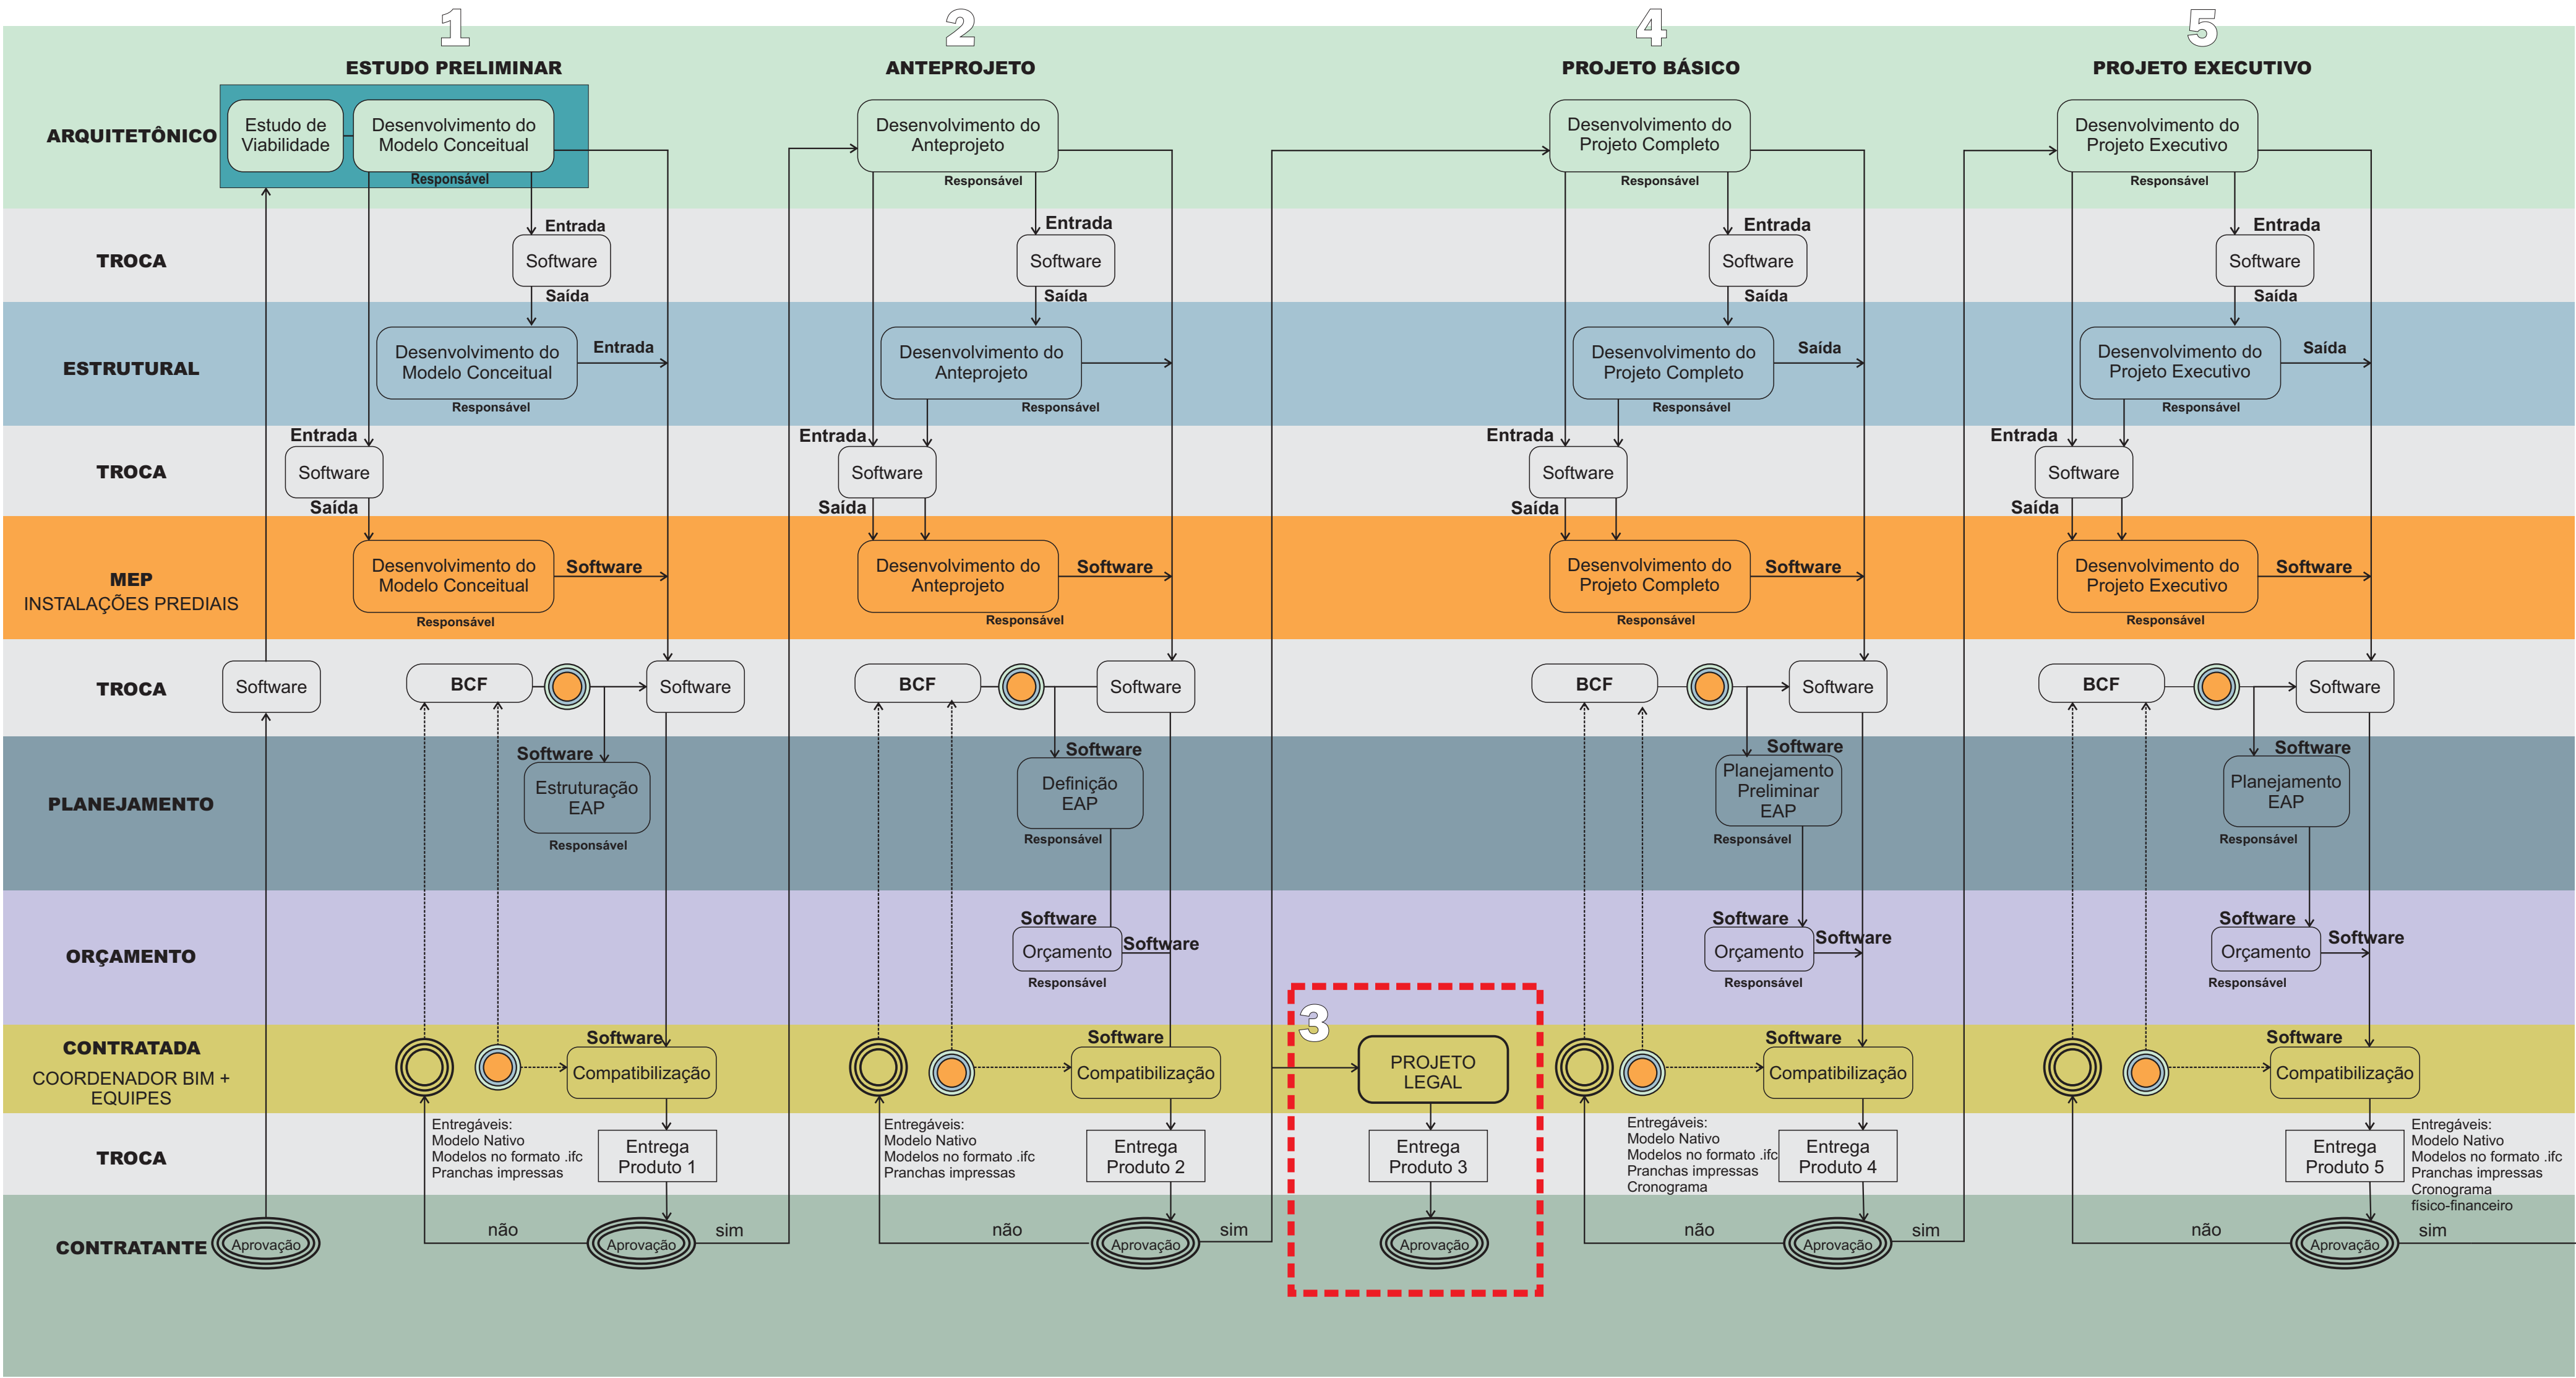 1
2
4
5
ESTUDO PRELIMINAR
ANTEPROJETO
PROJETO BÁSICO
PROJETO EXECUTIVO
ARQUITETÔNICO
Estudo de
Viabilidade
Desenvolvimento do
Modelo Conceitual
Responsável
Desenvolvimento do
Anteprojeto
Responsável
Desenvolvimento do
Projeto Completo
Responsável
Desenvolvimento do
Projeto Executivo
Responsável
TROCA
Entrada
Software
Saída
Entrada
Software
Saída
Entrada
Software
Saída
Entrada
Software
Saída
ESTRUTURAL
Desenvolvimento do
Modelo Conceitual
Entrada
Responsável
Desenvolvimento do
Anteprojeto
Responsável
Desenvolvimento do
Projeto Completo
Saída
Responsável
Desenvolvimento do
Projeto Executivo
Saída
Responsável
TROCA
Entrada
Software
Saída
Entrada
Software
Saída
Entrada
Software
Saída
Entrada
Software
Saída
MEP
INSTALAÇÕES PREDIAIS
Desenvolvimento do
Modelo Conceitual
Software
Responsável
Desenvolvimento do
Anteprojeto
Software
Responsável
Desenvolvimento do
Projeto Completo
Software
Responsável
Desenvolvimento do
Projeto Executivo
Software
Responsável
TROCA
Software
BCF
Software
BCF
Software
BCF
Software
BCF
Software
PLANEJAMENTO
Software
Estruturação
EAP
Responsável
Software
Definição
EAP
Responsável
Software
Planejamento
Preliminar
EAP
Responsável
Software
Planejamento
EAP
Responsável
ORÇAMENTO
Software
Orçamento
Software
Responsável
Software
Orçamento
Software
Responsável
Software
Orçamento
Software
Responsável
CONTRATADA
COORDENADOR BIM +
EQUIPES
Software
Compatibilização
Software
Compatibilização
3
PROJETO
LEGAL
Software
Compatibilização
Software
Compatibilização
TROCA
Entregáveis:
Modelo Nativo
Modelos no formato .ifc
Pranchas impressas
Entrega
Produto 1
Entregáveis:
Modelo Nativo
Modelos no formato .ifc
Pranchas impressas
Entrega
Produto 2
Entrega
Produto 3
Entregáveis:
Modelo Nativo
Modelos no formato .ifc
Pranchas impressas
Cronograma
Entrega
Produto 4
Entrega
Produto 5
Entregáveis:
Modelo Nativo
Modelos no formato .ifc
Pranchas impressas
Cronograma
físico-financeiro
CONTRATANTE
Aprovação
não
Aprovação
sim
não
Aprovação
sim
Aprovação
não
Aprovação
sim
não
Aprovação
sim